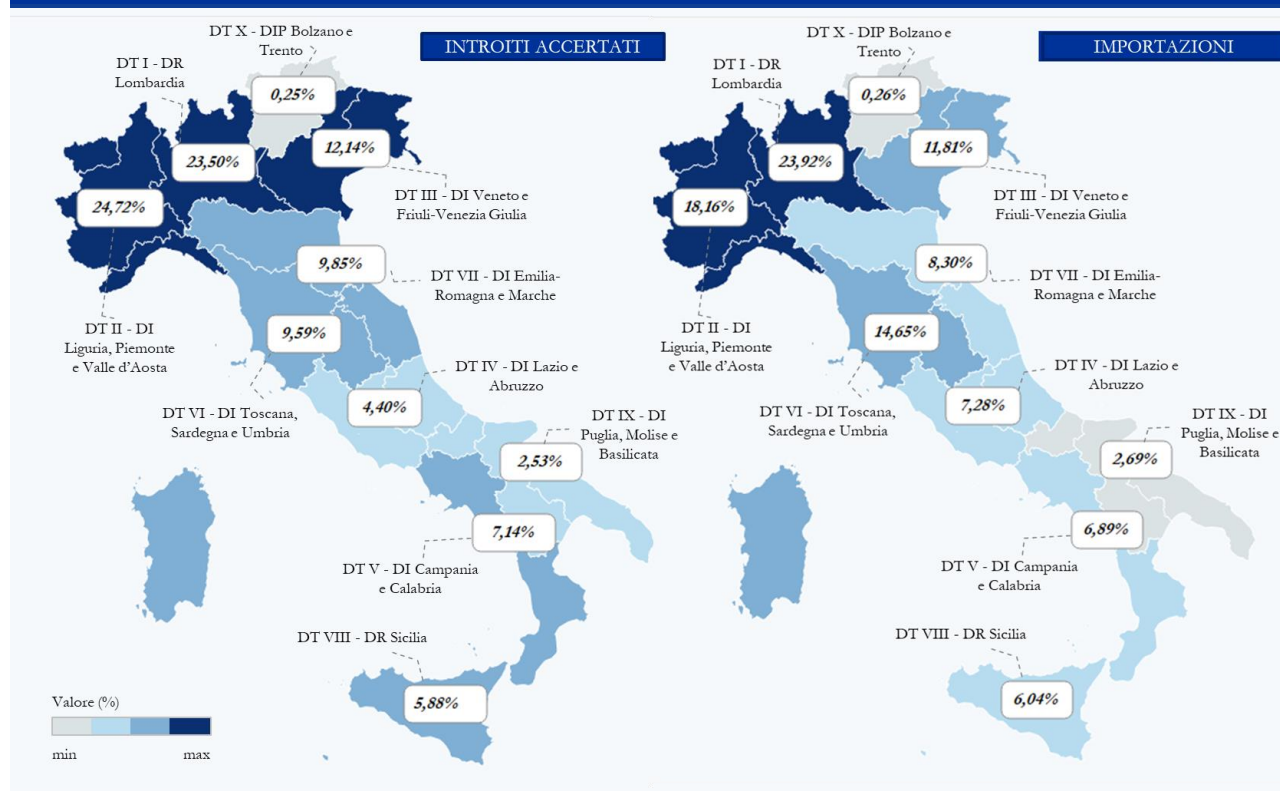 INTROITI ACCERTATI
DT X - DIP Bolzano e
Trento
0,25%
DT I - DR
Lombardia
23,50%
12,14%
DT III - DI Veneto e
Friuli-Venezia Giulia
24,72%
DT II - DI
Liguria, Piemonte
e Valle d'Aosta
9,85%
DT VII - DI Emilia-
Romagna e Marche
9,59%
DT VI - DI Toscana,
Sardegna e Umbria
DT IV - DI Lazio e
Abruzzo
4,40%
DT IX - DI
Puglia, Molise e
Basilicata
2,53%
7,14%
DT V - DI Campania
e Calabria
DT VIII - DR Sicilia
5,88%
Valore (%)
min max
IMPORTAZIONI
DT X - DIP Bolzano e
Trento
0,26%
DT I - DR
Lombardia
23,92%
11,81%
DT III - DI Veneto e
Friuli-Venezia Giulia
18,16%
DT II - DI
Liguria, Piemonte
e Valle d'Aosta
8,30%
DT VII - DI Emilia-
Romagna e Marche
14,65%
DT VI - DI Toscana,
Sardegna e Umbria
DT IV - DI Lazio e
Abruzzo
7,28%
DT IX - DI
Puglia, Molise e
Basilicata
2,69%
6,89%
DT V - DI Campania
e Calabria
DT VIII - DR Sicilia
6,04%